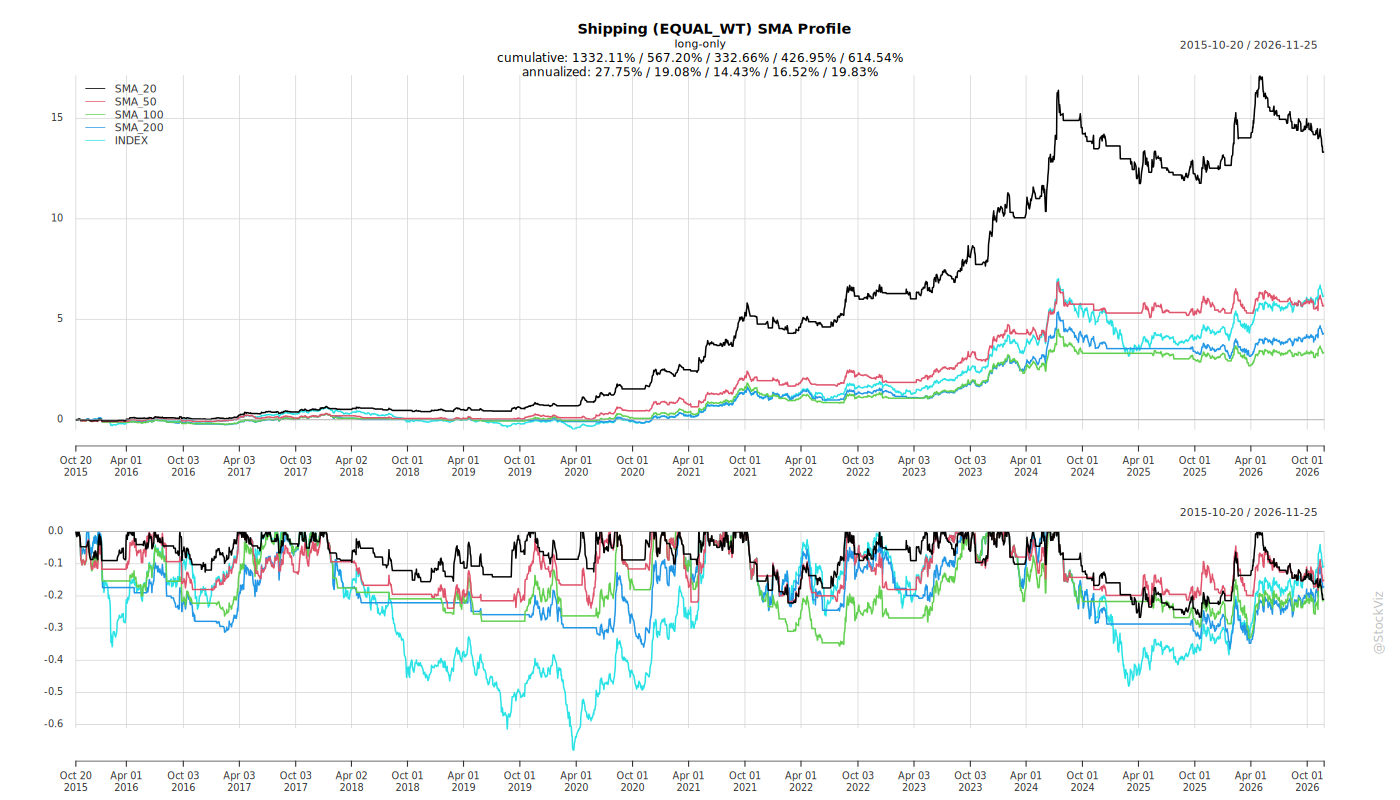 Shipping (EQUAL_WT) SMA Profile
long-only
cumulative: 1332.11% / 567.20% / 332.66% / 426.95% / 614.54%
annualized: 27.75% / 19.08% / 14.43% / 16.52% / 19.83%
2015-10-20 / 2026-11-25
SMA_20
SMA_50
SMA_100
SMA_200
INDEX
15
10
5
0
Oct 20 Apr 01 Oct 03 Apr 03 Oct 03 Apr 02 Oct 01 Apr 01 Oct 01 Apr 01 Oct 01 Apr 01 Oct 01 Apr 01 Oct 03 Apr 03 Oct 03 Apr 01 Oct 01 Apr 01 Oct 01 Apr 01 Oct 01
2015 2016 2016 2017 2017 2018 2018 2019 2019 2020 2020 2021 2021 2022 2022 2023 2023 2024 2024 2025 2025 2026 2026
2015-10-20 / 2026-11-25
0.0
-0.1
-0.2
-0.3
-0.4
-0.5
-0.6
Oct 20 Apr 01 Oct 03 Apr 03 Oct 03 Apr 02 Oct 01 Apr 01 Oct 01 Apr 01 Oct 01 Apr 01 Oct 01 Apr 01 Oct 03 Apr 03 Oct 03 Apr 01 Oct 01 Apr 01 Oct 01 Apr 01 Oct 01
2015 2016 2016 2017 2017 2018 2018 2019 2019 2020 2020 2021 2021 2022 2022 2023 2023 2024 2024 2025 2025 2026 2026
@StockViz